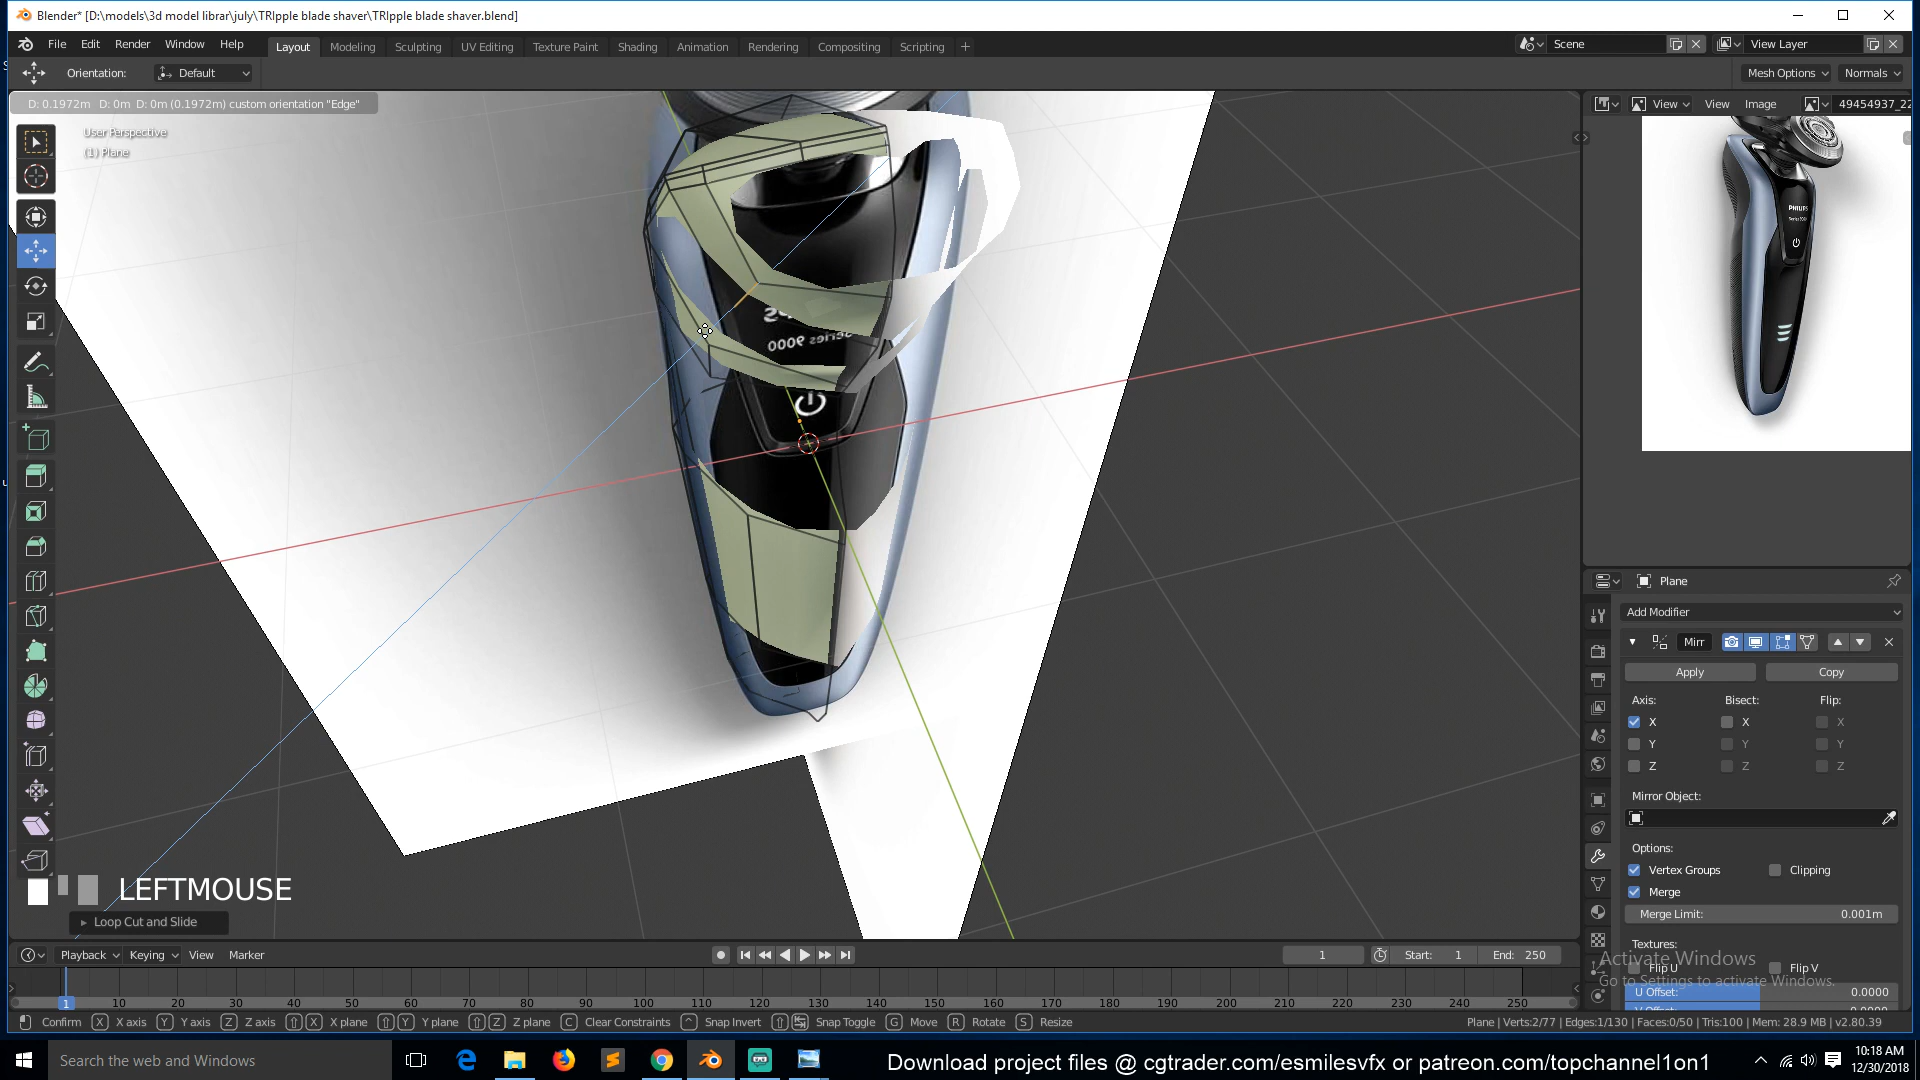 Blender* [D:\models\3d model librar\july\TRIpple blade shaver\TRIpple blade shaver.blend]
File Edit Render Window Help Layout Modeling Sculpting UV Editing Texture Paint Shading Animation Rendering Compositing Scripting + Scene View Layer
Orientation: Default Mesh Options Normals
D: 0.1972m D: 0m D: 0m (0.1972m) custom orientation "Edge"
View View Image 49454937_22
User Perspective
(1) Plane
PHILIPS
Series 9000
Plane
Add Modifier
Mirr
Apply Copy
Axis: Bisect: Flip:
X X X
Y Y Y
Z Z Z
Mirror Object:
Options:
Vertex Groups Clipping
Merge
Merge Limit: 0.001m
Textures:
Flip U Flip V
U Offset: 0.0000
Activate Windows
Go to Settings to activate Windows.
LEFTMOUSE
Loop Cut and Slide
Playback Keying View Marker 1 Start: 1 End: 250
1 10 20 30 40 50 60 70 80 90 100 110 120 130 140 150 160 170 180 190 200 210 220 230 240 250
Confirm X X axis Y Y axis Z Z axis X X plane Y Y plane Z Z plane C Clear Constraints Snap Invert Snap Toggle G Move R Rotate S Resize Plane | Verts:2/77 | Edges:1/130 | Faces:0/50 | Tris:100 | Mem: 28.9 MB | v2.80.39
Search the web and Windows
Download project files @ cgtrader.com/esmilesvfx or patreon.com/topchannel1on1
10:18 AM
12/30/2018